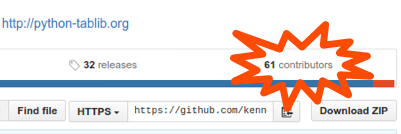 http://python-tablib.org
32 releases
61 contributors
Find file
HTTPS
https://github.com/kenn
Download ZIP